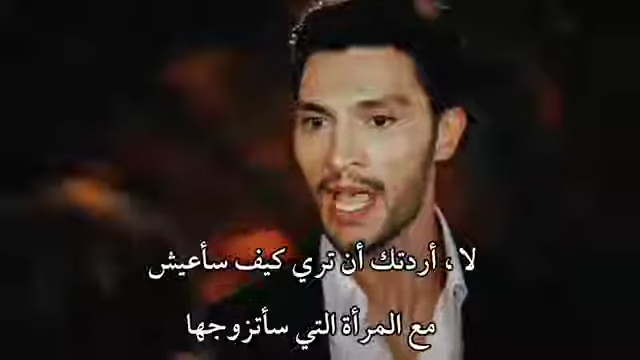 لا ، أردتك أن تري كيف سأعيش
مع المرأة التي سأتزوجها